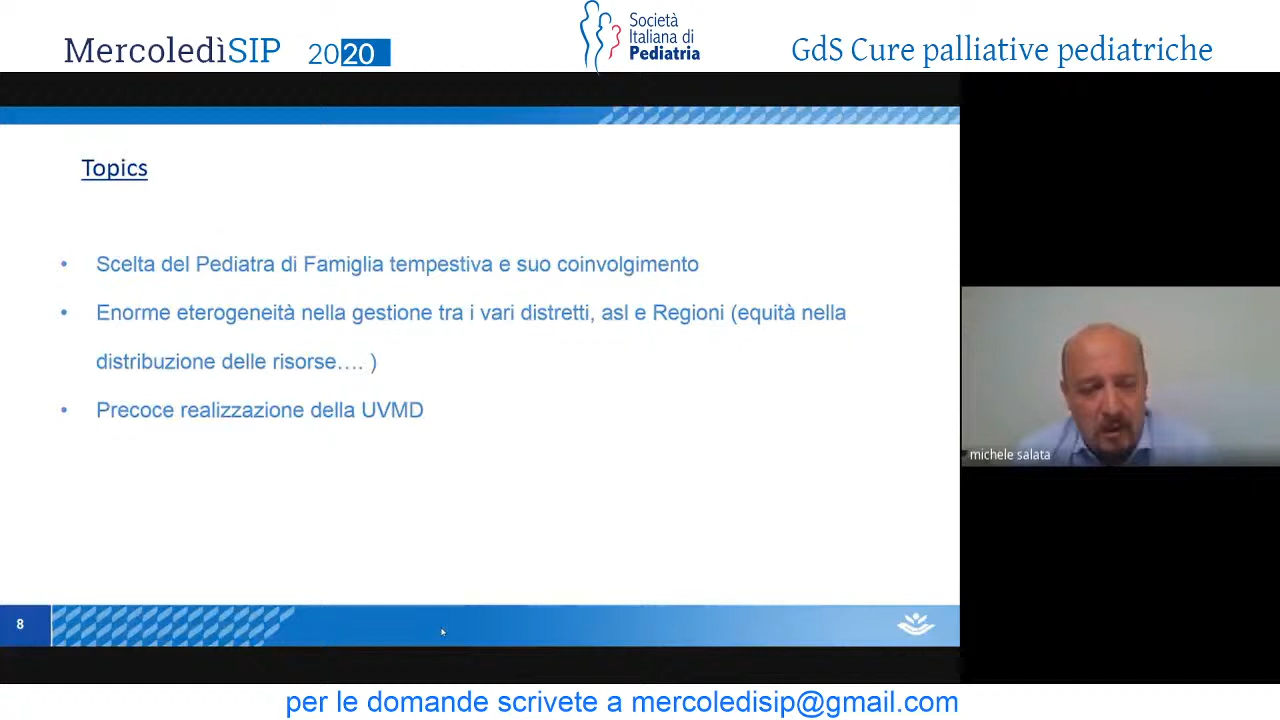 MercoledìSIP 2020
Società
Italiana di
Pediatria
GdS Cure palliative pediatriche
Topics
• Scelta del Pediatra di Famiglia tempestiva e suo coinvolgimento
• Enorme eterogeneità nella gestione tra i vari distretti, asl e Regioni (equità nella
distribuzione delle risorse…. )
• Precoce realizzazione della UVMD
michele salata
8
per le domande scrivete a mercoledisip@gmail.com